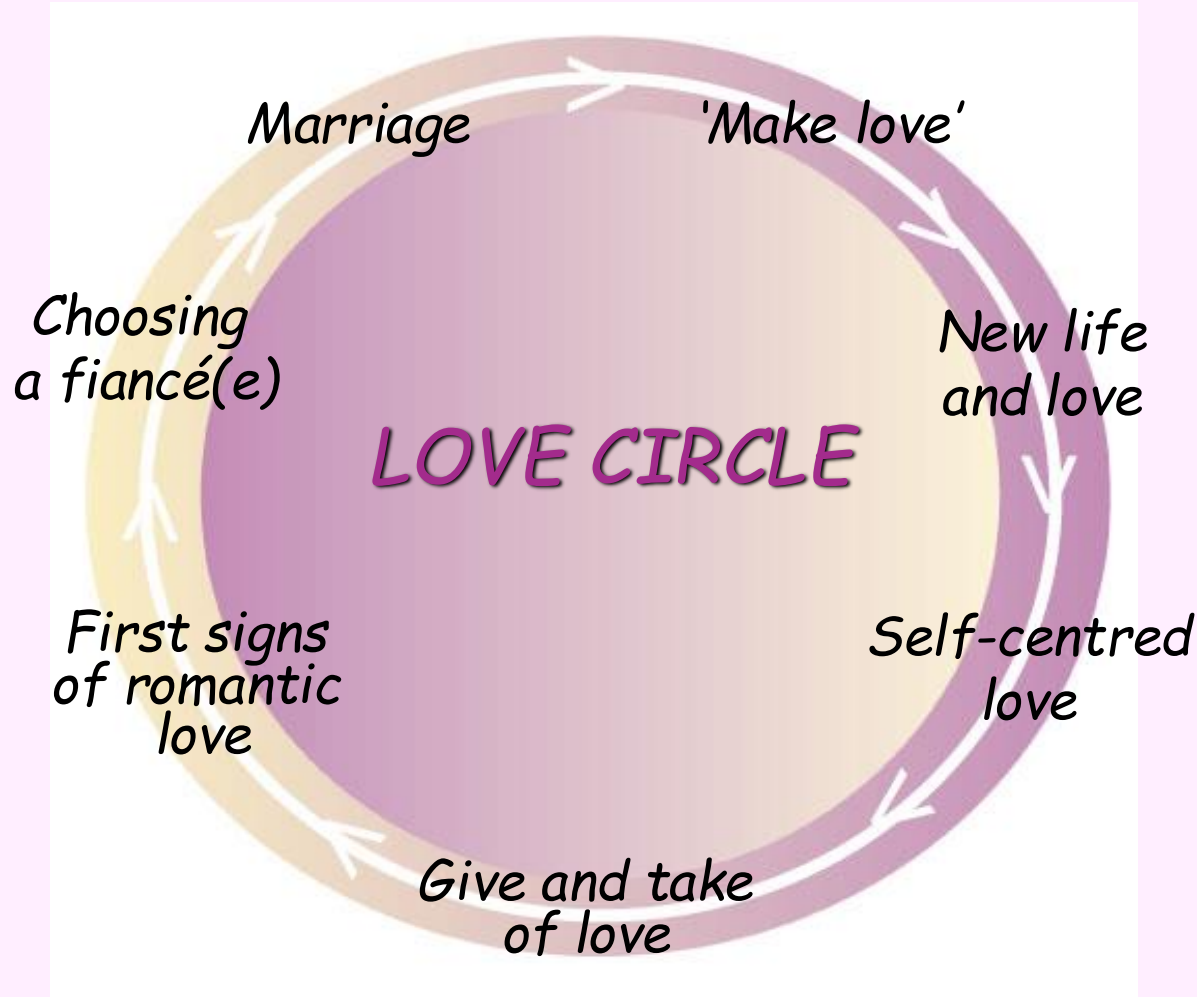 Marriage
‘Make love’
Choosing
a fiancé(e)
New life
and love
LOVE CIRCLE
First signs
of romantic
love
Self-centred
love
Give and take
of love